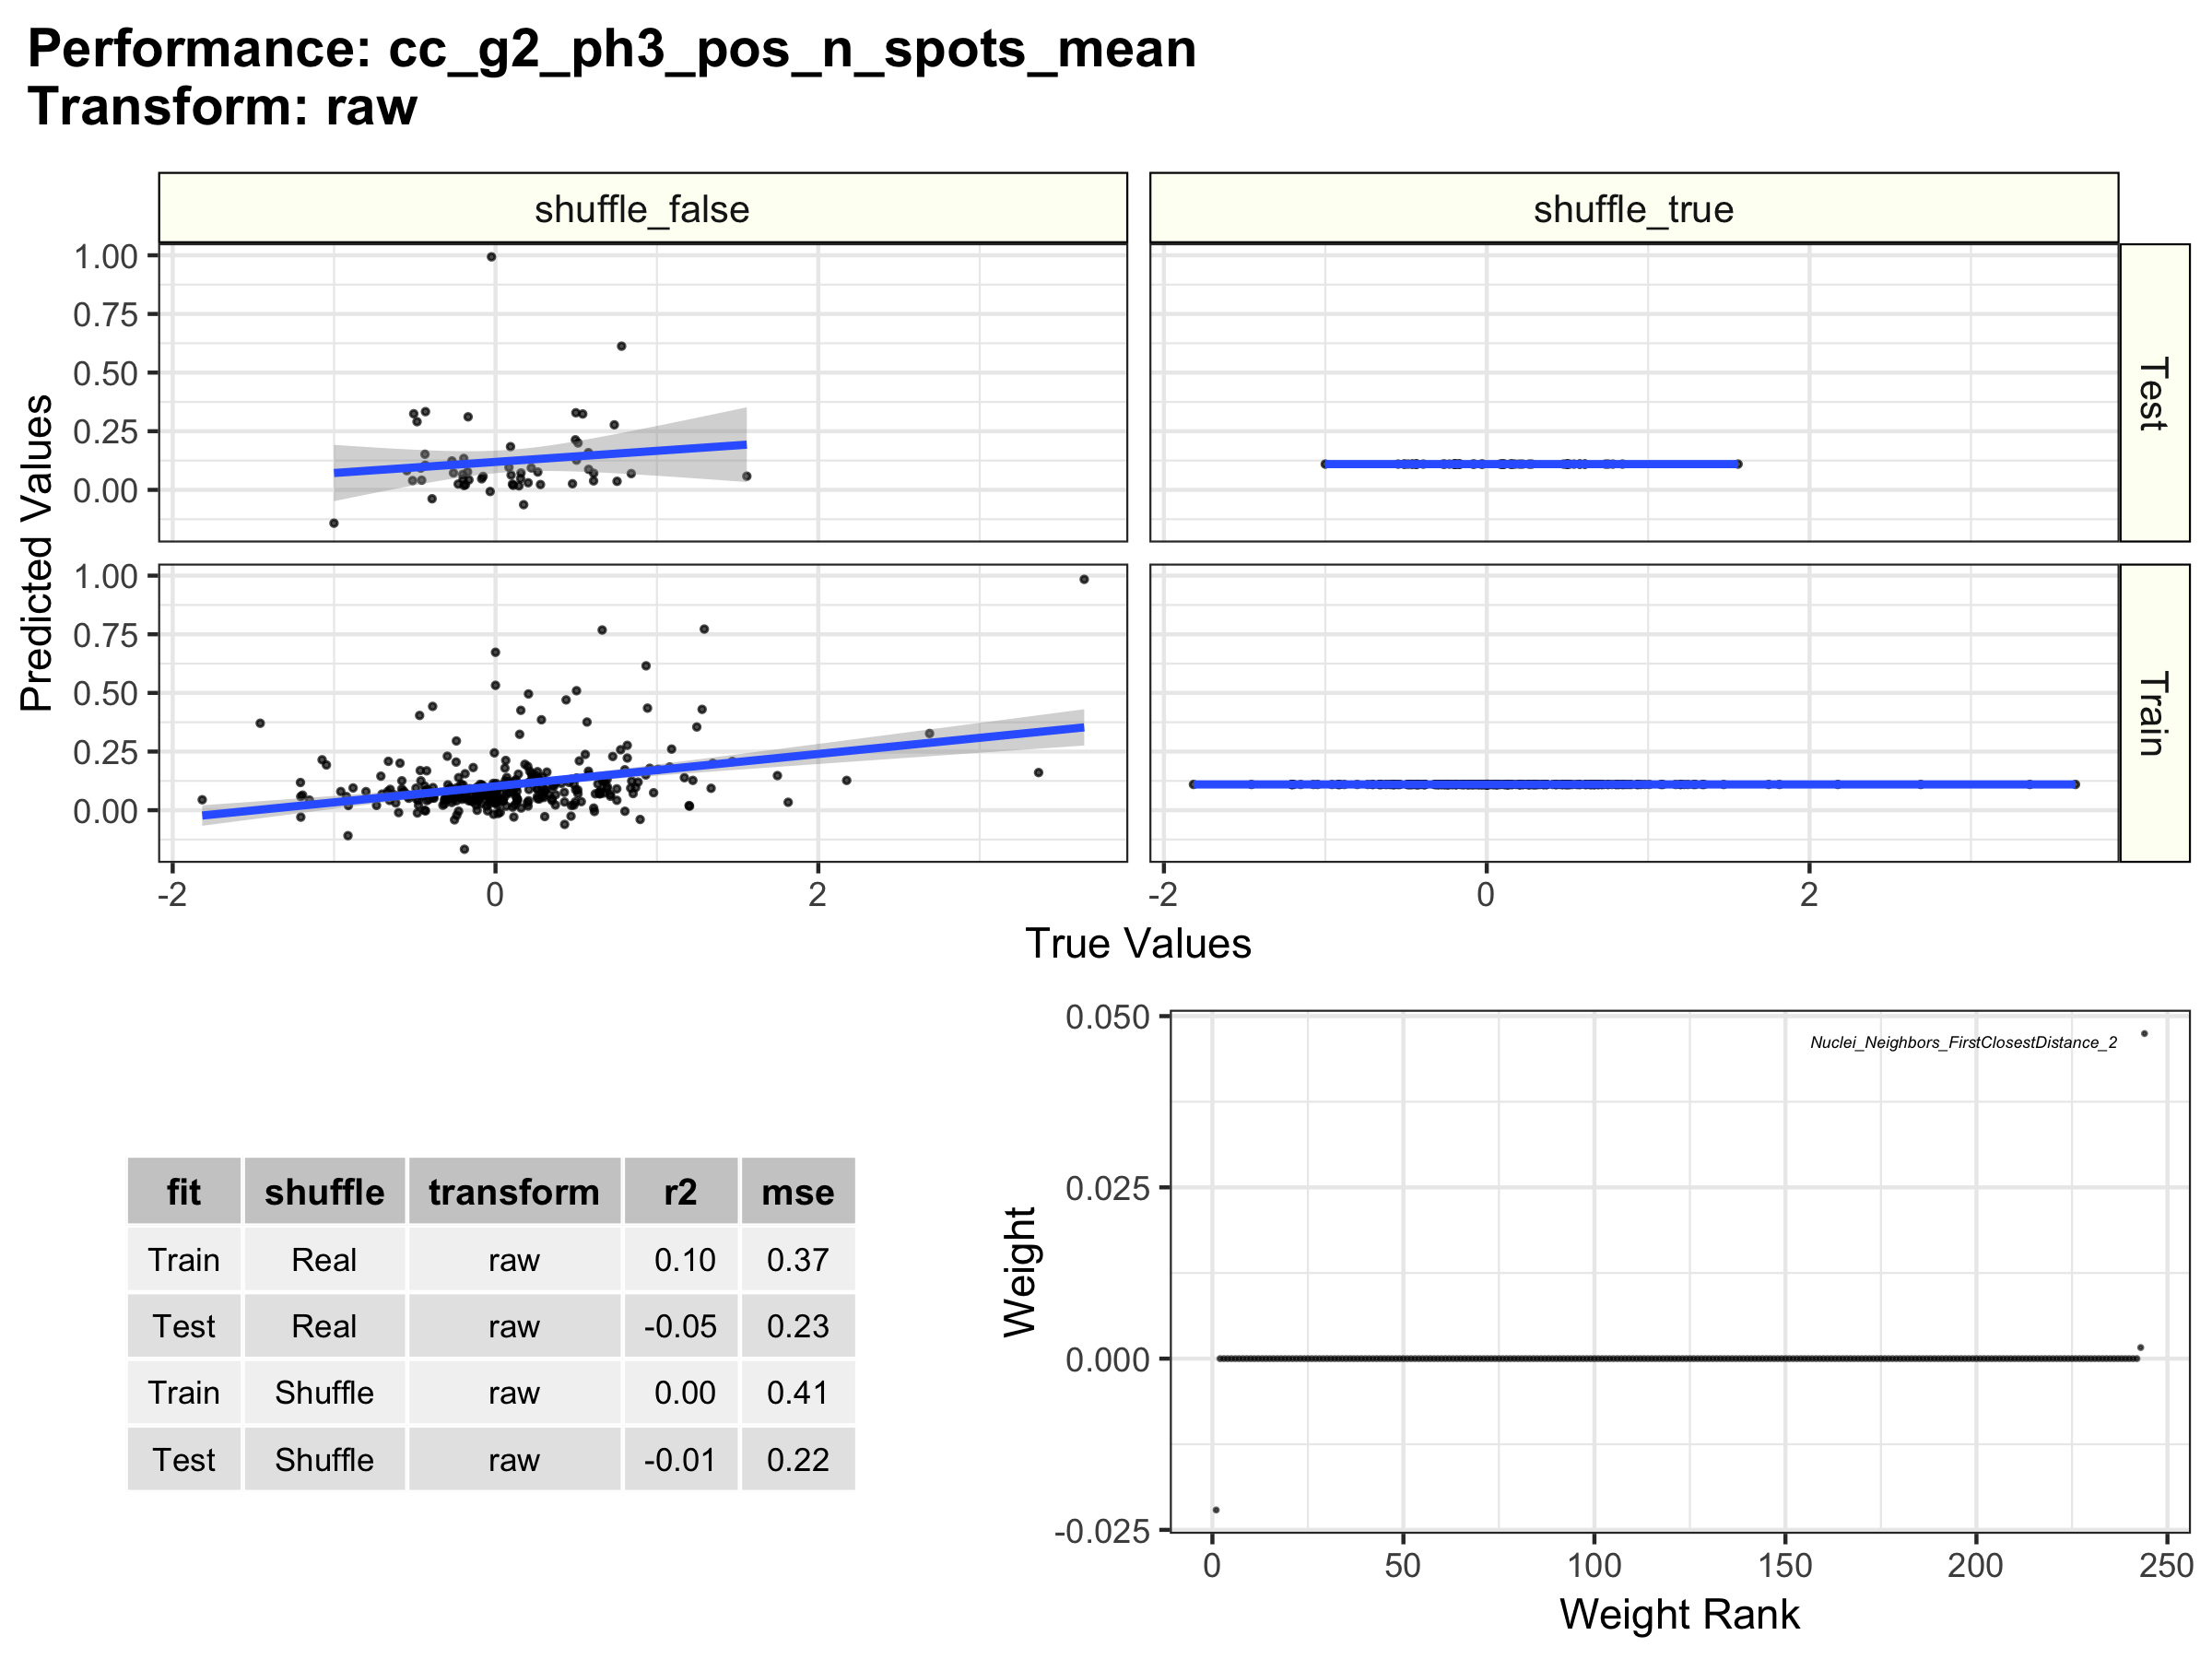 Performance: cc_g2_ph3_pos_n_spots_mean
Transform: raw
shuffle_false
shuffle_true
1.00
0.75
0.50
0.25
0.00
Test
1.00
0.75
0.50
0.25
0.00
Train
Predicted Values
-2
0
2
-2
0
2
True Values
fit shuffle transform r2 mse
Train Real raw 0.10 0.37
Test Real raw -0.05 0.23
Train Shuffle raw 0.00 0.41
Test Shuffle raw -0.01 0.22
0.050
0.025
0.000
-0.025
Weight
Nuclei_Neighbors_FirstClosestDistance_2
0
50
100
150
200
250
Weight Rank